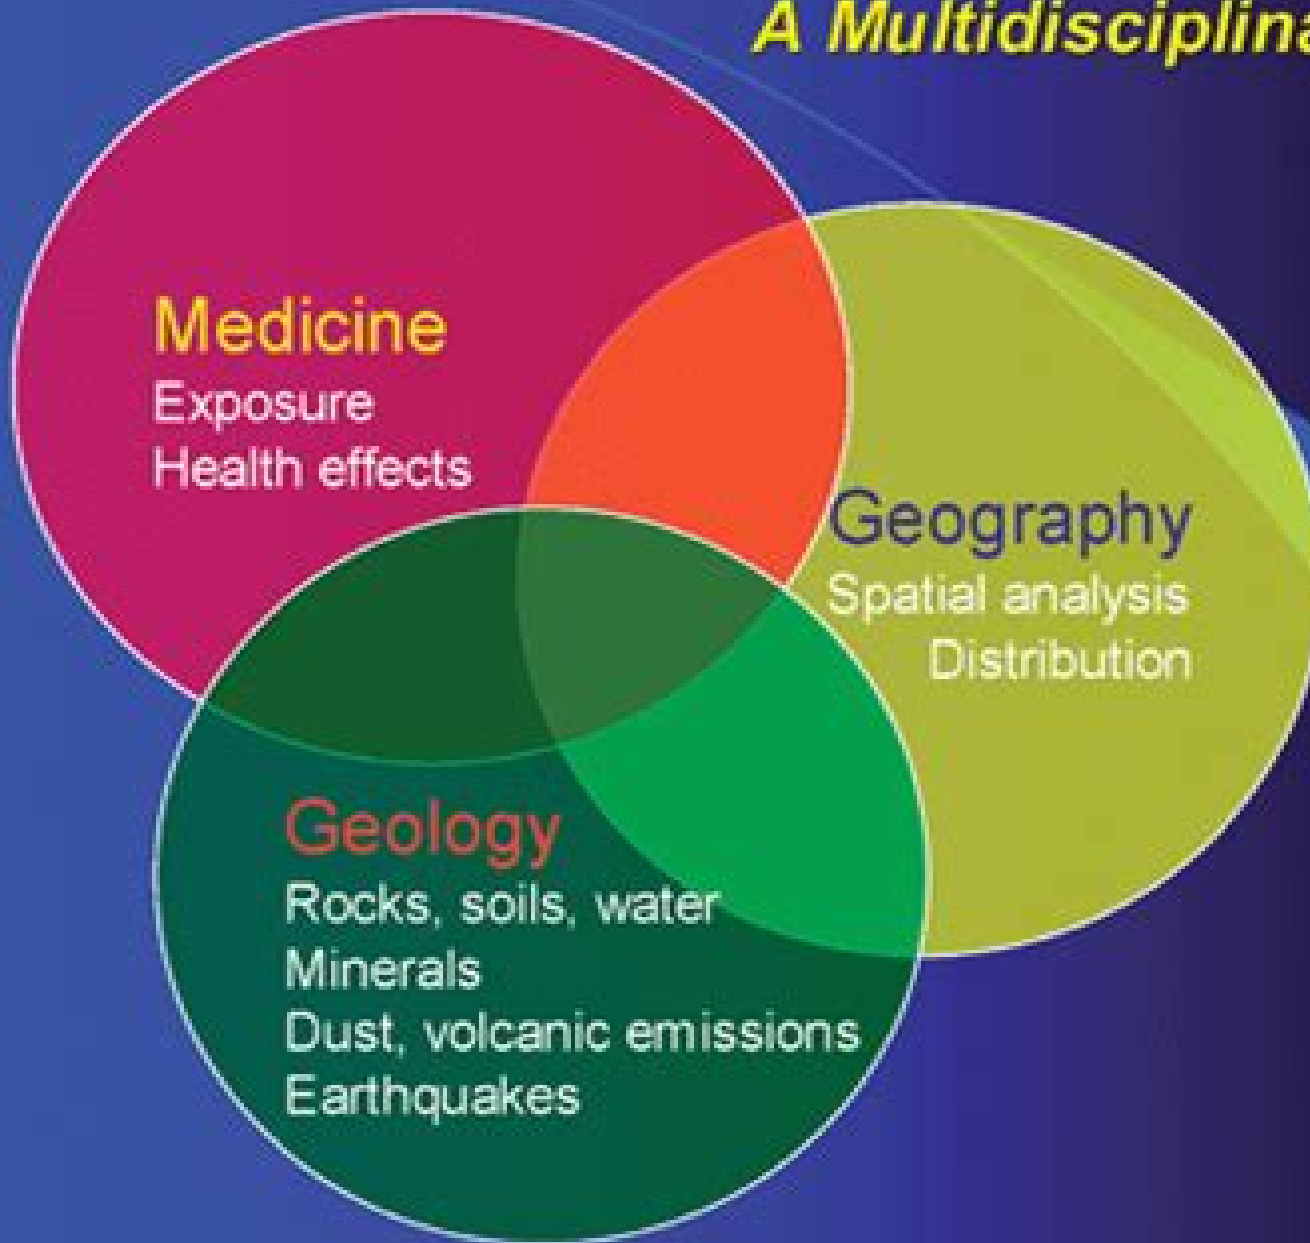 A Multidisciplina
Medicine
Exposure
Health effects
Geography
Spatial analysis
Distribution
Geology
Rocks, soils, water
Minerals
Dust, volcanic emissions
Earthquakes